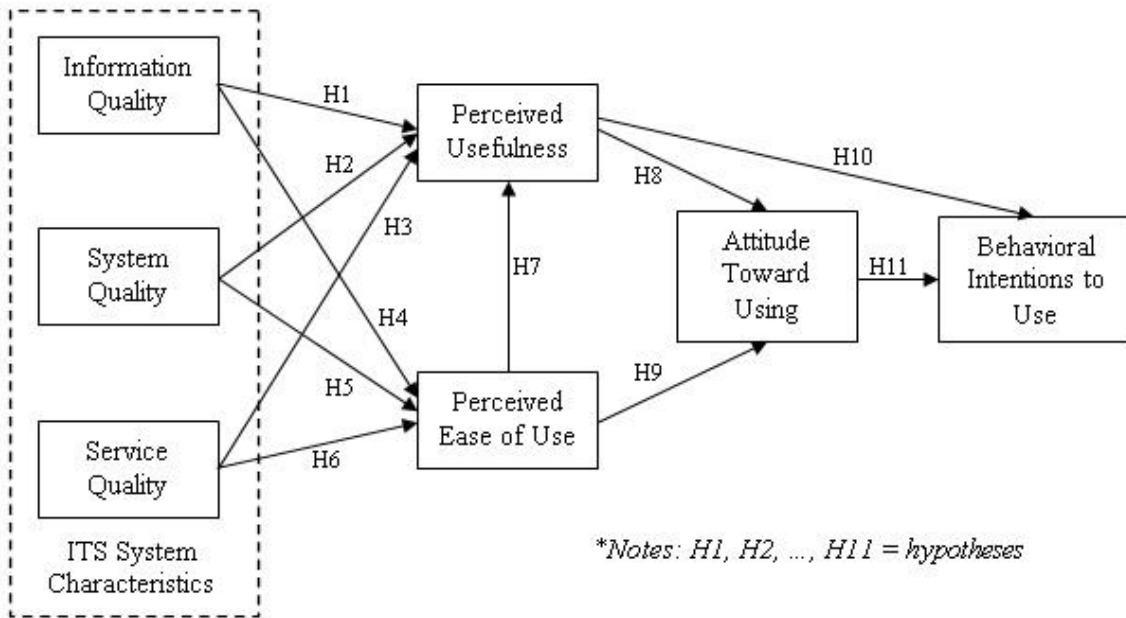 Information
Quality
System
Quality
Service
Quality
ITS System
Characteristics
H1
H2
H3
H4
H5
H6
Perceived
Usefulness
H7
Perceived
Ease of Use
H8
H9
H10
Attitude
Toward
Using
H11
Behavioral
Intentions to
Use
*Notes: H1, H2, ..., H11 = hypotheses